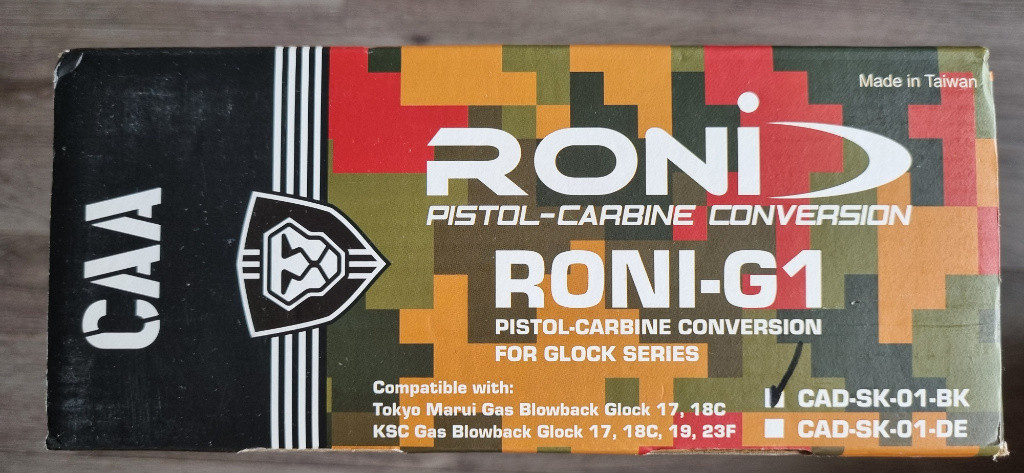 CAA
Made in Taiwan
RONi
PISTOL-CARBINE CONVERSION
RONI-G1
PISTOL-CARBINE CONVERSION
FOR GLOCK SERIES
Compatible with:
Tokyo Marui Gas Blowback Glock 17, 18C
KSC Gas Blowback Glock 17, 18C, 19, 23F
CAD-SK-01-BK
CAD-SK-01-DE